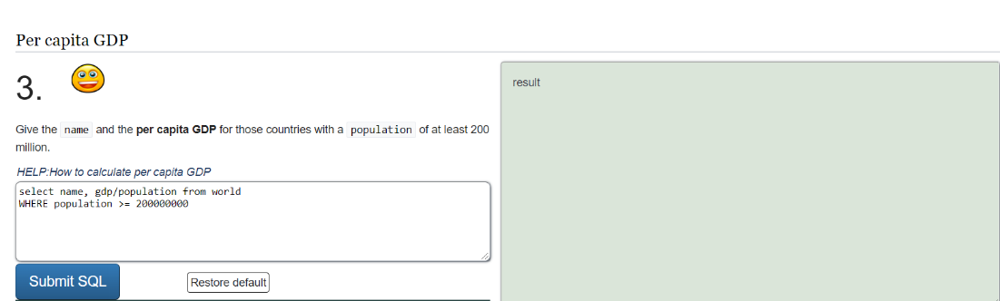 Per capita GDP
3.
result
Give the name and the per capita GDP for those countries with a population of at least 200
million.
HELP:How to calculate per capita GDP
select name, gdp/population from world
WHERE population >= 200000000
Submit SQL
Restore default